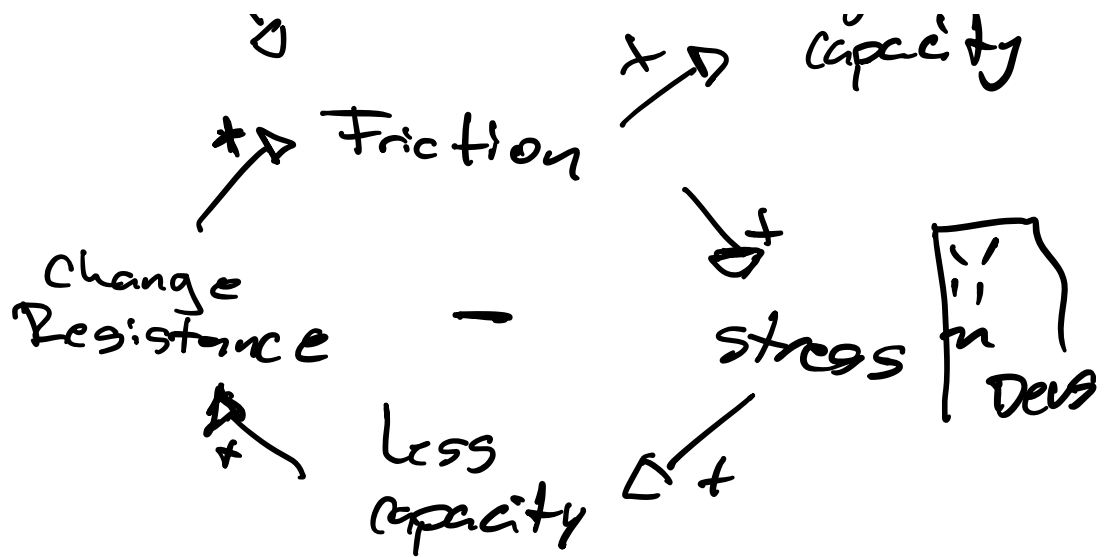 capacity
+
+ Friction
+
Change
Resistance
-
stress
Devs
Less
capacity
+
+